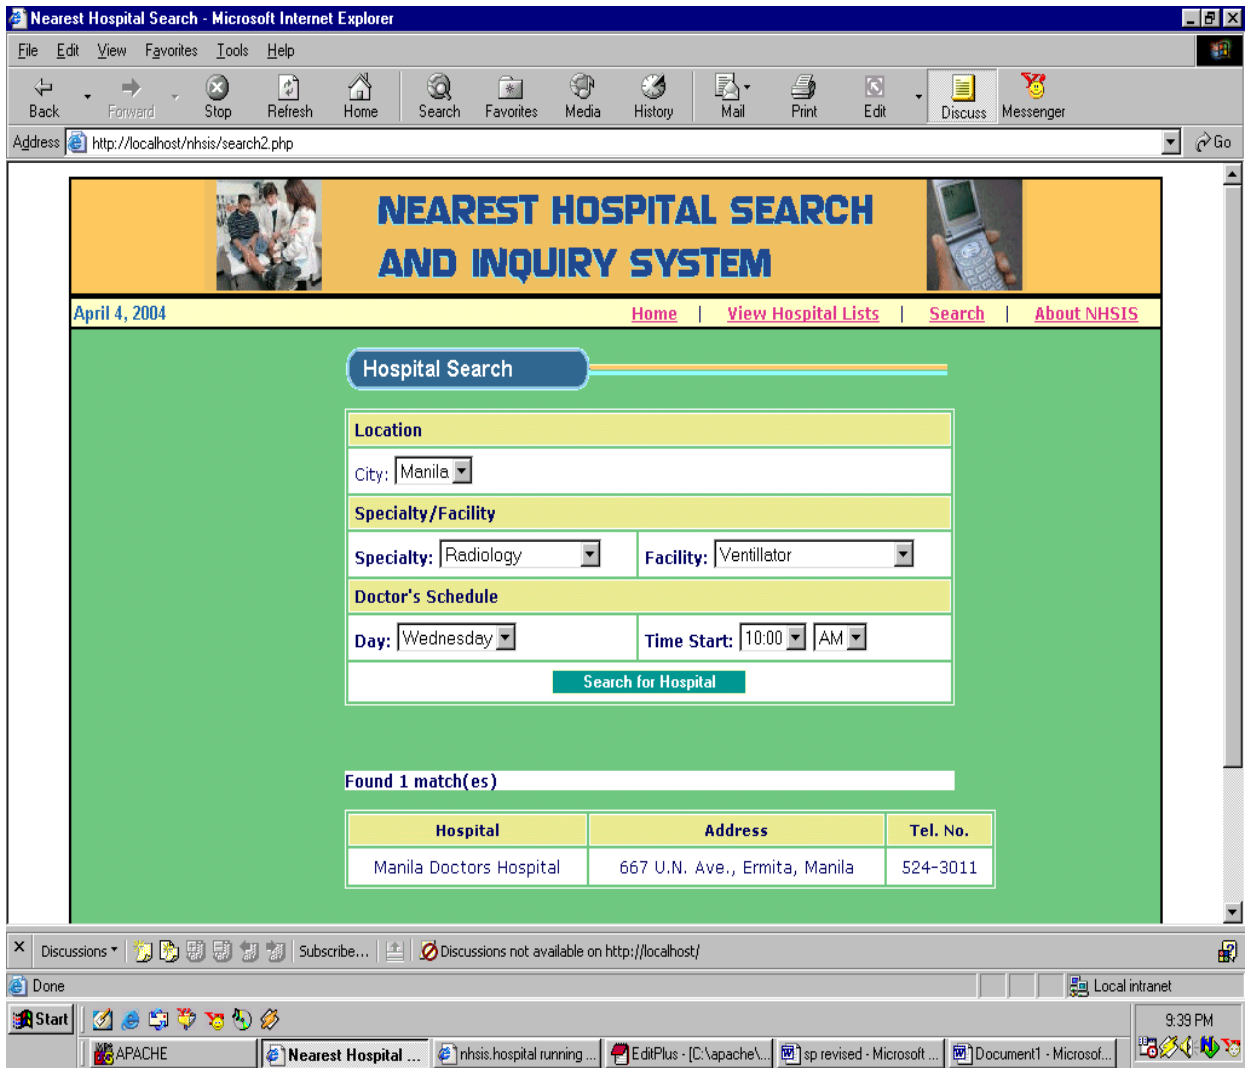 Nearest Hospital Search - Microsoft Internet Explorer
File Edit View Favorites Tools Help
Back Forward Stop Refresh Home Search Favorites Media History Mail Print Edit Discuss Messenger
Address http://localhost/nhsis/search2.php Go
NEAREST HOSPITAL SEARCH
AND INQUIRY SYSTEM
April 4, 2004 Home | View Hospital Lists | Search | About NHSIS
Hospital Search
Location
City: Manila
Specialty/Facility
Specialty: Radiology Facility: Ventillator
Doctor's Schedule
Day: Wednesday Time Start: 10:00 AM
Search for Hospital
Found 1 match(es)
Hospital Address Tel. No.
Manila Doctors Hospital 667 U.N. Ave., Ermita, Manila 524-3011
Discussions Subscribe... Discussions not available on http://localhost/
Done Local intranet
Start 9:39 PM
APACHE Nearest Hospital ... nhsis.hospital running ... EditPlus - [C:\apache\... sp revised - Microsoft ... Document1 - Microsof...